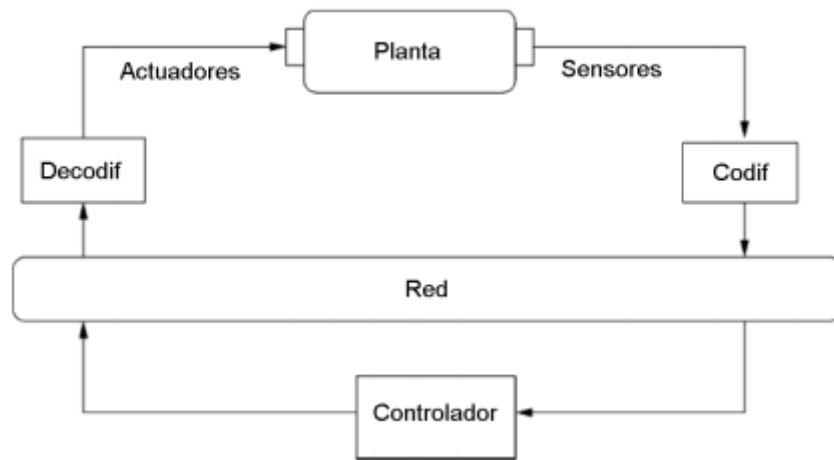 Planta
Actuadores
Sensores
Decodif
Codif
Red
Controlador